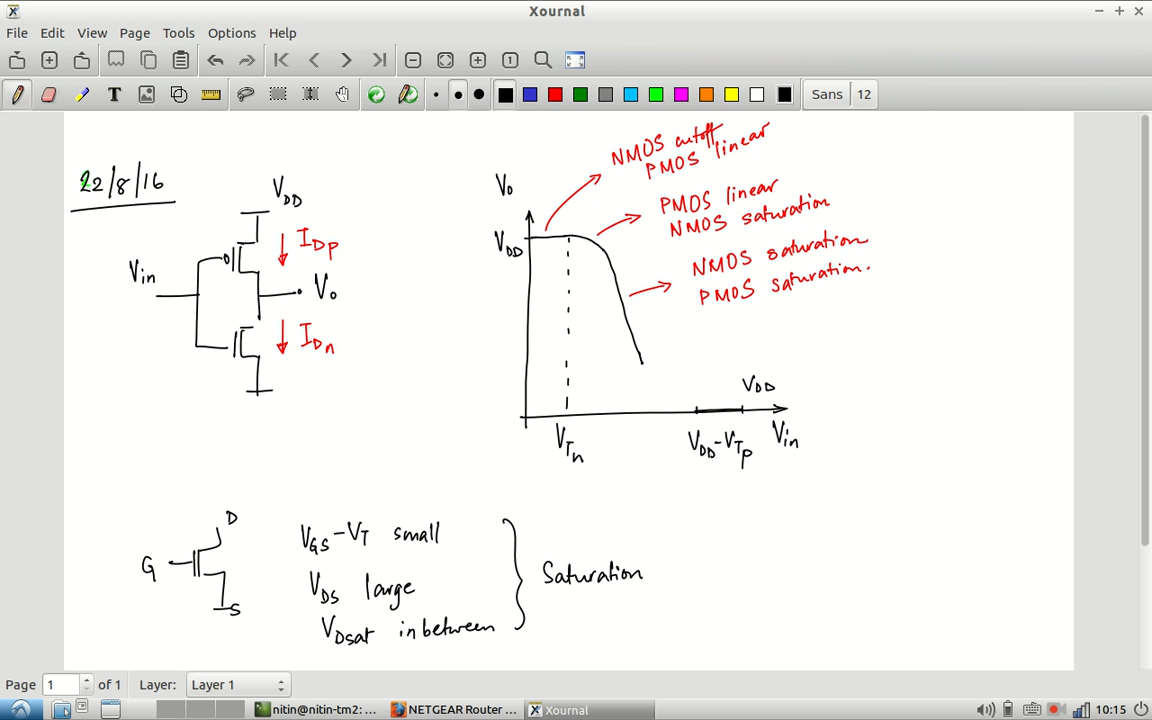 Xournal
File Edit View Page Tools Options Help
Sans 12
22/8/16
VDD
IDp
Vin
Vo
IDn
Vo
VDD
NMOS cutoff
PMOS linear
PMOS linear
NMOS saturation
NMOS saturation
PMOS saturation.
VDD
VTn
VDD-VTp
Vin
D
G
S
VGS-VT small
VDS large
VDsat inbetween
Saturation
Page 1 of 1 Layer: Layer 1
nitin@nitin-tm2: ... NETGEAR Router ... Xournal 10:15